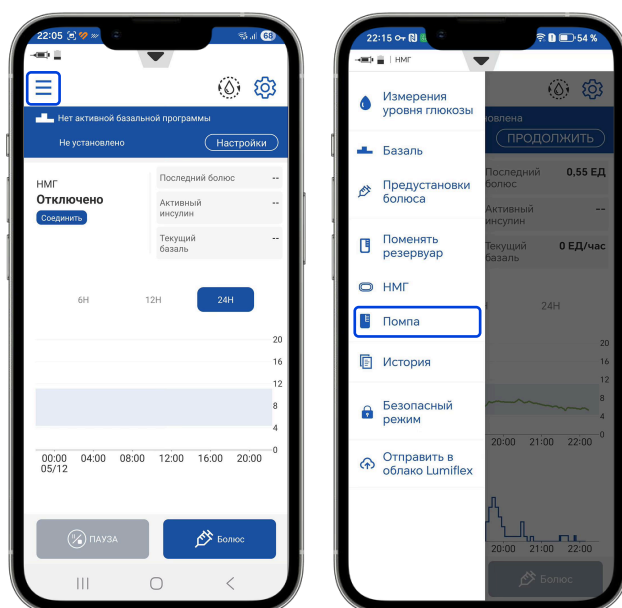 22:05
68
Нет активной базальной программы
Не установлено
Настройки
НМГ
Отключено
Соединить
Последний болюс --
Активный
инсулин
--
Текущий
базаль
--
6H 12H 24H
20
16
12
8
4
0
00:00 04:00 08:00 12:00 16:00 20:00
05/12
ПАУЗА
Болюс
22:15
54 %
НМГ
Измерения
уровня глюкозы
Базаль
Предустановки
болюса
Поменять
резервуар
НМГ
Помпа
История
Безопасный
режим
Отправить в
облако Lumiflex
овлена
ПРОДОЛЖИТЬ
Последний
болюс
0,55 ЕД
Активный
инсулин
--
Текущий
базаль
0 ЕД/час
24H
20
16
12
8
4
0
20:00 21:00 22:00
20:00 21:00 22:00
Болюс